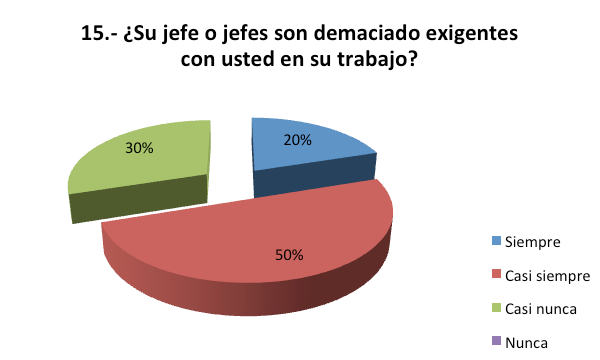 15.- ¿Su jefe o jefes son demaciado exigentes
con usted en su trabajo?
30%
20%
50%
Siempre
Casi siempre
Casi nunca
Nunca